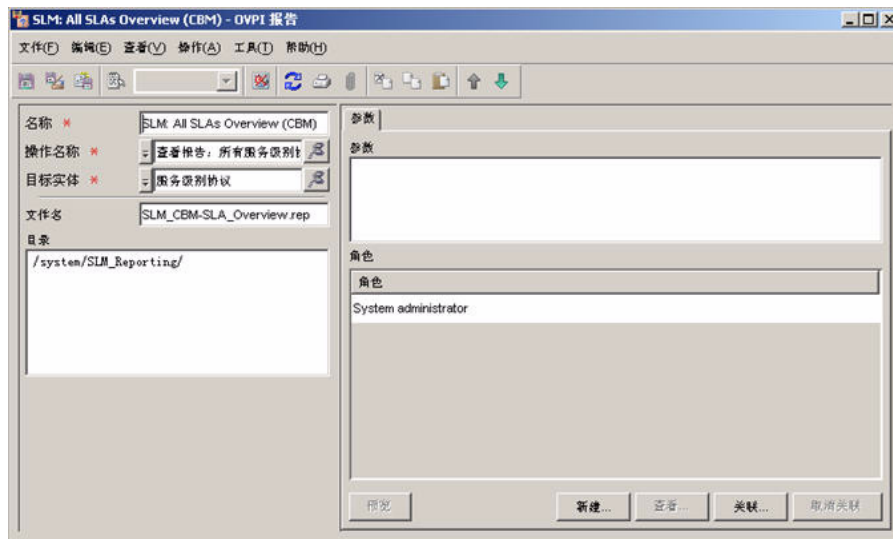 SLM: All SLAs Overview (CBM) - OVPI 报告
文件(F) 编辑(E) 查看(V) 操作(A) 工具(T) 帮助(H)
名称 * SLM: All SLAs Overview (CBM)
操作名称 * 查看报告：所有服务级别协
目标实体 * 服务级别协议
文件名 SLM_CBM-SLA_Overview.rep
目录
/system/SLM_Reporting/
参数
参数
角色
角色
System administrator
预览 新建... 查看... 关联... 取消关联